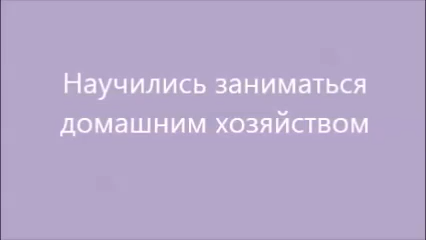 Научились заниматься
домашним хозяйством